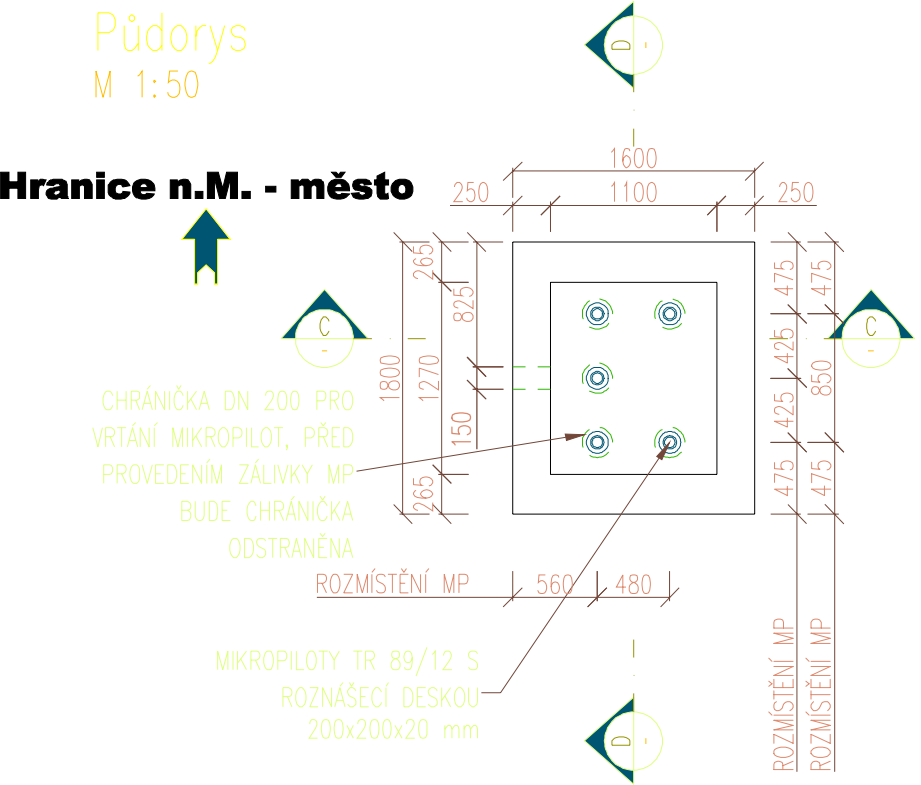 Půdorys
M 1:50
D
-
1600
Hranice n.M. - město
250
1100
250
265
825
475
475
C
-
425
C
-
1800
1270
850
CHRÁNIČKA DN 200 PRO
VRTÁNÍ MIKROPILOT, PŘED
PROVEDENÍM ZÁLIVKY MP
BUDE CHRÁNIČKA
ODSTRANĚNA
150
425
265
475
475
ROZMÍSTĚNÍ MP
560
480
MIKROPILOTY TR 89/12 S
ROZNÁŠECÍ DESKOU
200x200x20 mm
ROZMÍSTĚNÍ MP
ROZMÍSTĚNÍ MP
D
-